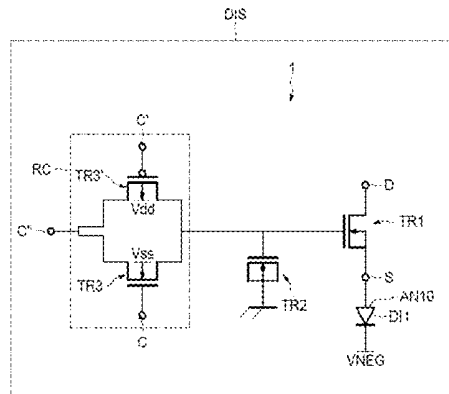 DIS
1
C'
RC
TR3'
D
Vdd
TR1
C"
Vss
S
TR3
TR2
AN10
DI1
C
VNEG